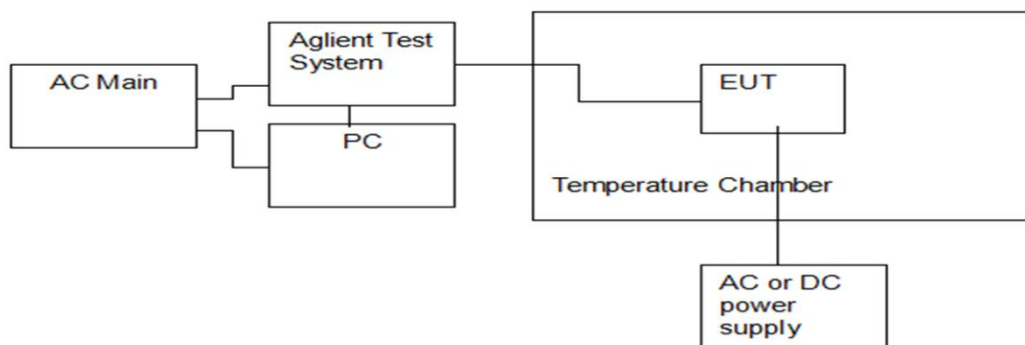 AC Main
Aglient Test
System
PC
EUT
Temperature Chamber
AC or DC
power
supply